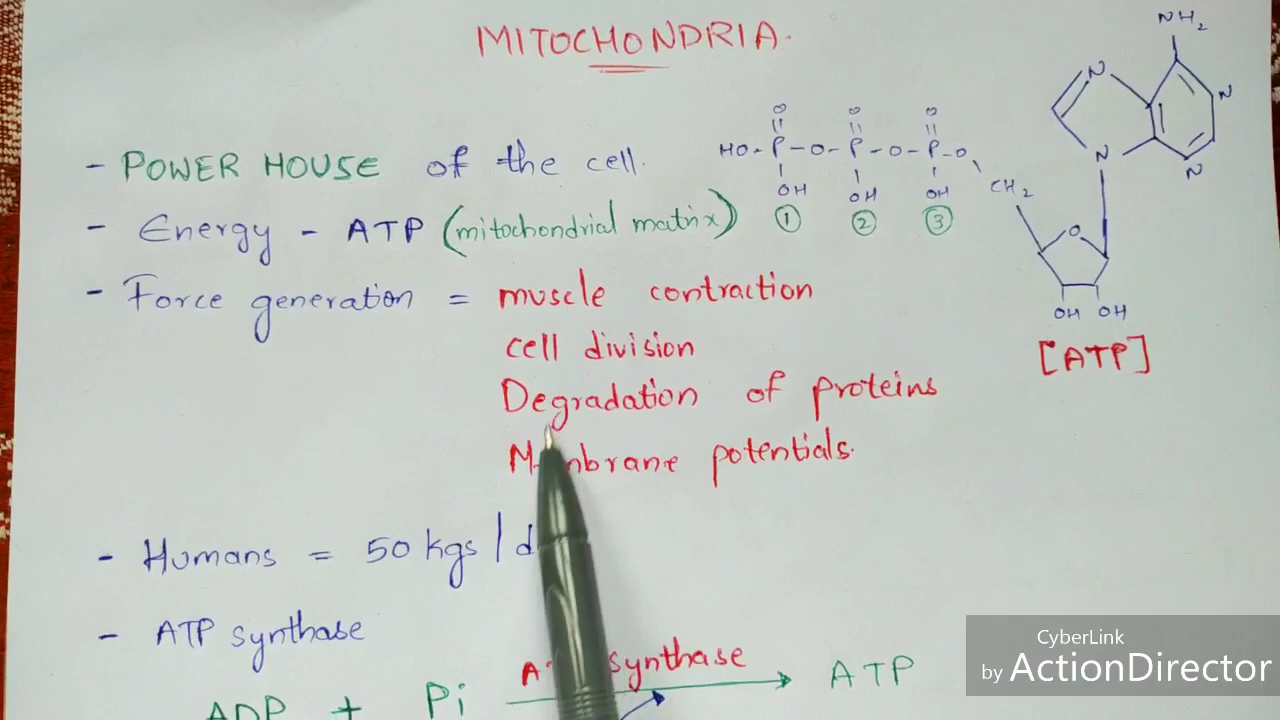 MITOCHONDRIA.
- POWER HOUSE of the cell.
- Energy - ATP (mitochondrial matrix)
- Force generation = muscle contraction
cell division
Degradation of proteins
Membrane potentials.
- Humans = 50 kgs / d
- ATP synthase
synthase
ADP + Pi → ATP
O O O
HO-P-O-P-O-P-O
OH OH OH
① ② ③
CH2
NH2
N N
N N
O
OH OH
[ATP]
CyberLink
by ActionDirector